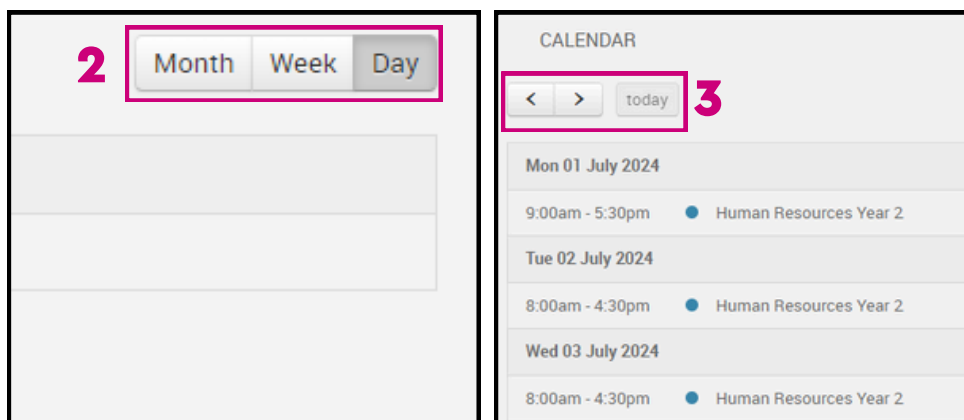 2
Month Week Day
CALENDAR
< > today
3
Mon 01 July 2024
9:00am - 5:30pm Human Resources Year 2
Tue 02 July 2024
8:00am - 4:30pm Human Resources Year 2
Wed 03 July 2024
8:00am - 4:30pm Human Resources Year 2